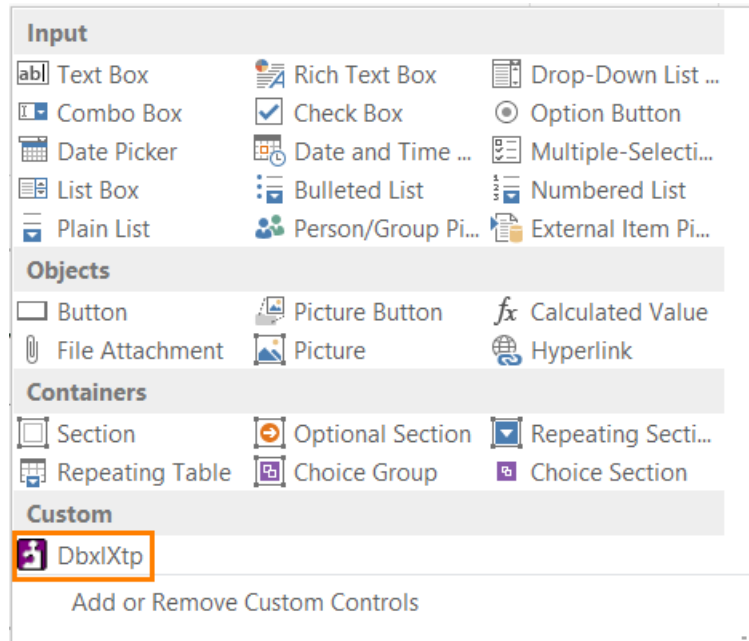 Input
Text Box Rich Text Box Drop-Down List ...
Combo Box Check Box Option Button
Date Picker Date and Time ... Multiple-Selecti...
List Box Bulleted List Numbered List
Plain List Person/Group Pi... External Item Pi...
Objects
Button Picture Button Calculated Value
File Attachment Picture Hyperlink
Containers
Section Optional Section Repeating Secti...
Repeating Table Choice Group Choice Section
Custom
DbxlXtp
Add or Remove Custom Controls